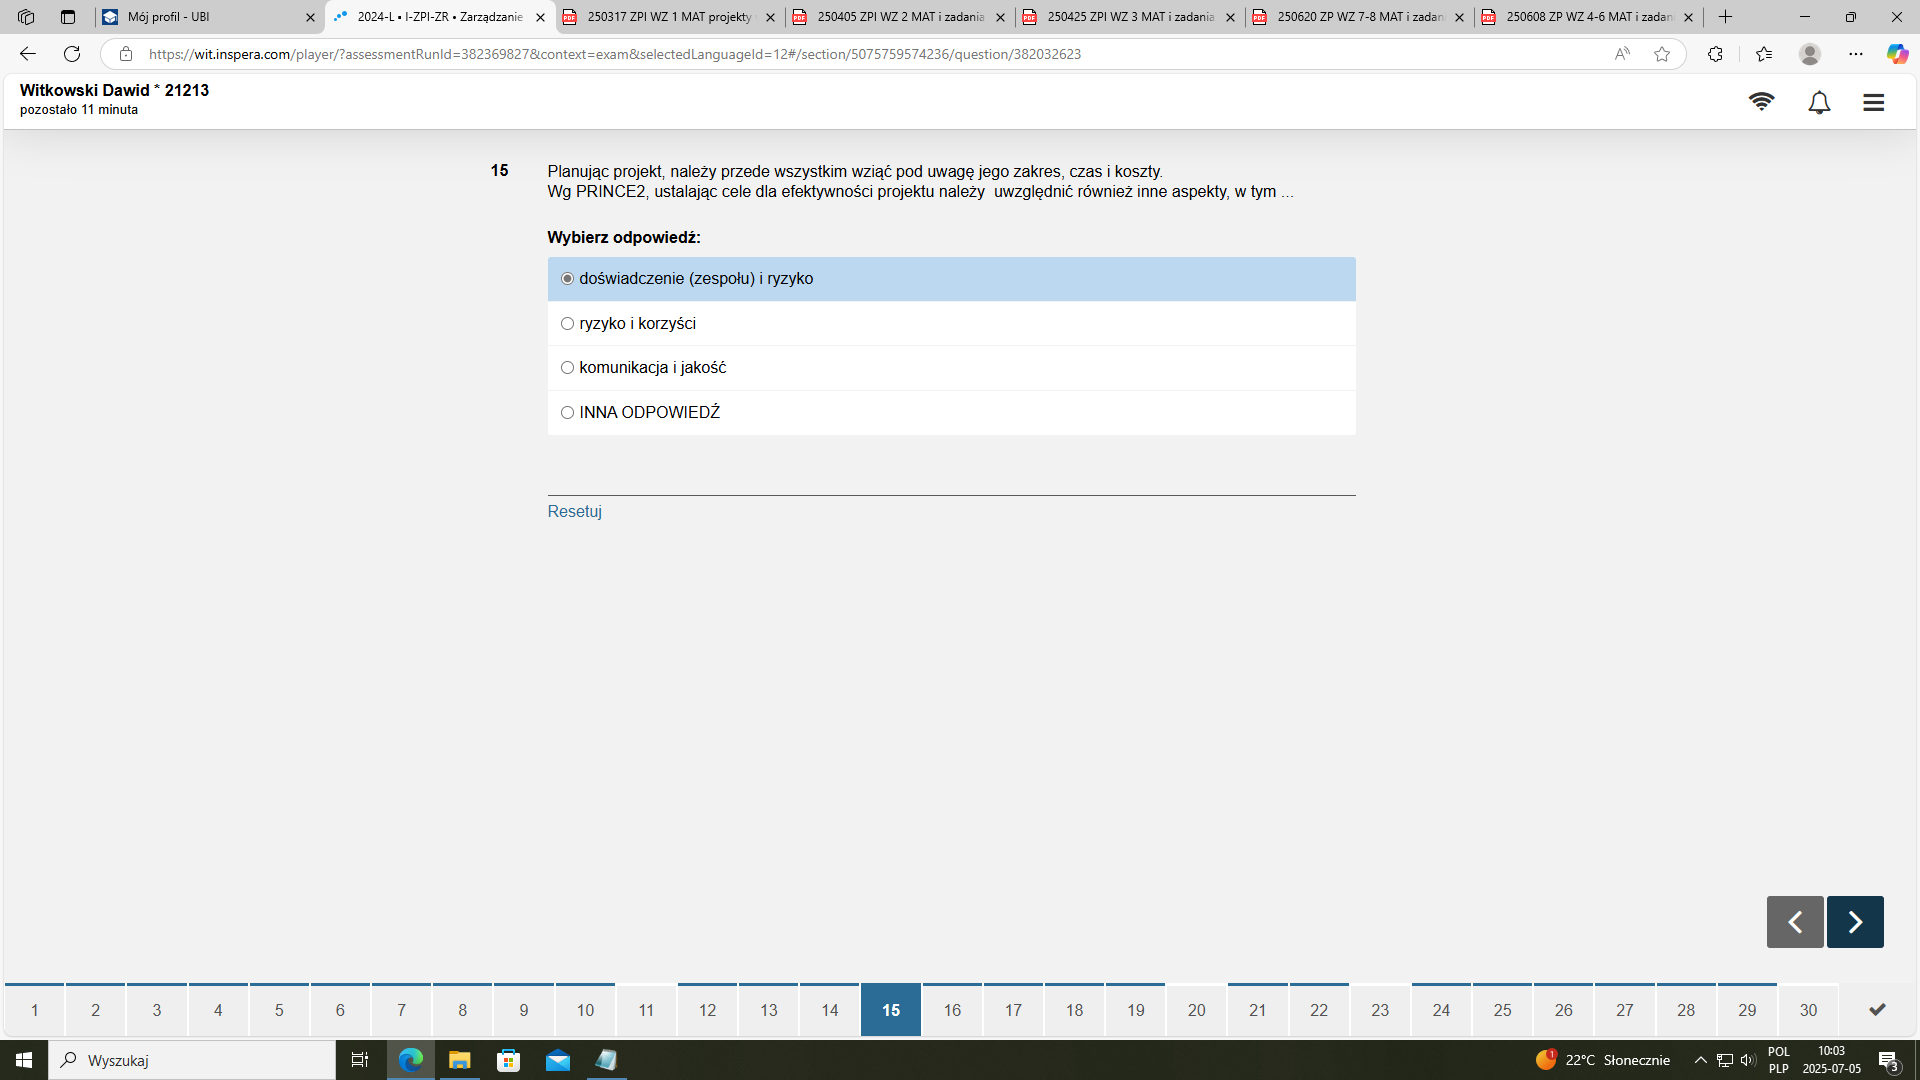 Mój profil - UBI
2024-L • I-ZPI-ZR • Zarządzanie
250317 ZPI WZ 1 MAT projekty
250405 ZPI WZ 2 MAT i zadania
250425 ZPI WZ 3 MAT i zadania
250620 ZP WZ 7-8 MAT i zadan
250608 ZP WZ 4-6 MAT i zadan
https://wit.inspera.com/player/?assessmentRunId=382369827&context=exam&selectedLanguageId=12#/section/5075759574236/question/382032623
Witkowski Dawid * 21213
pozostało 11 minuta
15
Planując projekt, należy przede wszystkim wziąć pod uwagę jego zakres, czas i koszty.
Wg PRINCE2, ustalając cele dla efektywności projektu należy  uwzględnić również inne aspekty, w tym ...
Wybierz odpowiedź:
doświadczenie (zespołu) i ryzyko
ryzyko i korzyści
komunikacja i jakość
INNA ODPOWIEDŹ
Resetuj
1 2 3 4 5 6 7 8 9 10 11 12 13 14 15 16 17 18 19 20 21 22 23 24 25 26 27 28 29 30
Wyszukaj
1
22°C Słonecznie
POL
PLP
10:03
2025-07-05
3